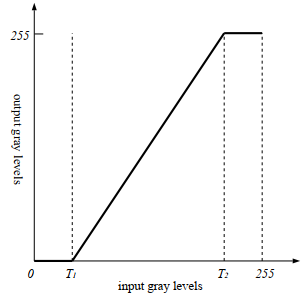 255
output gray levels
0 T1 T2 255
input gray levels